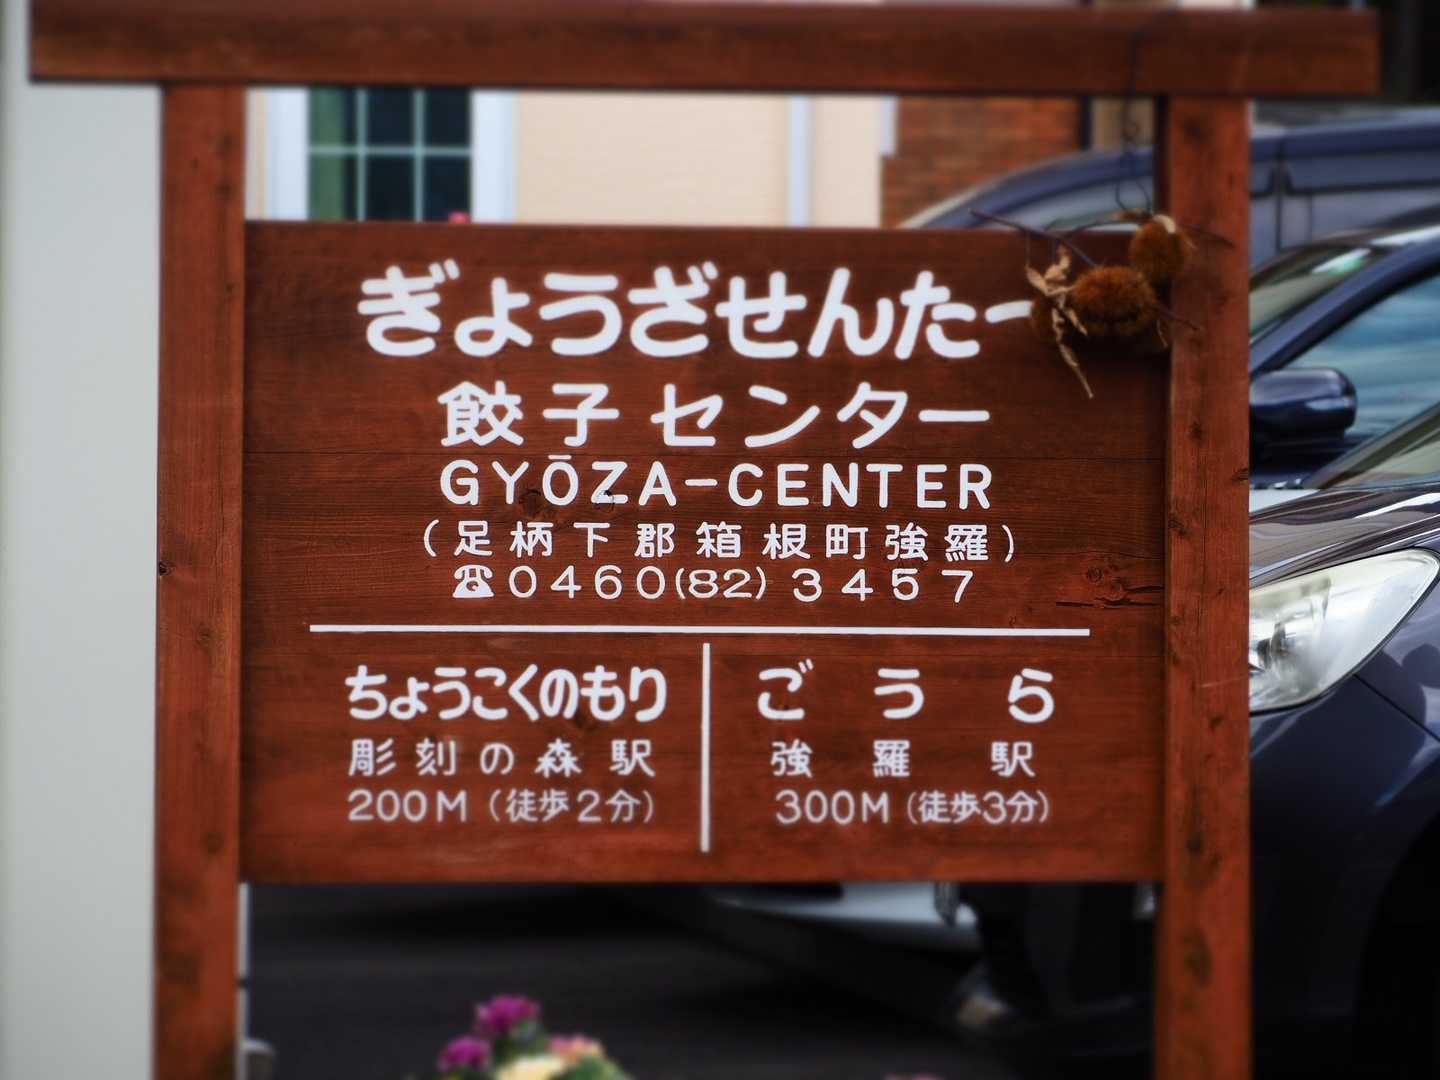 ぎょうざせんたー
餃子センター
GYŌZA-CENTER
(足柄下郡箱根町強羅)
☎0460(82)3457
ちょうこくのもり
彫刻の森駅
200M(徒歩2分)
ごうら
強羅駅
300M(徒歩3分)